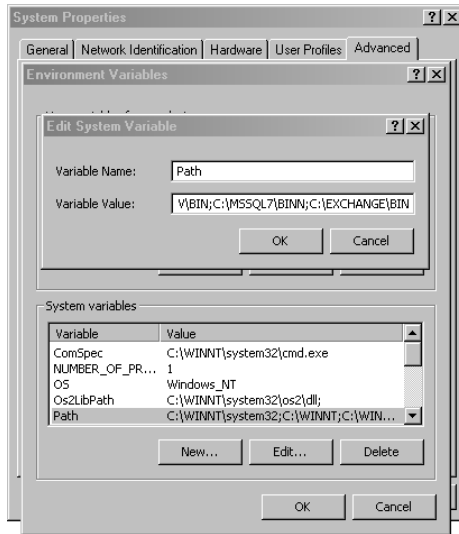 System Properties
General Network Identification Hardware User Profiles Advanced
Environment Variables
Edit System Variable
Variable Name: Path
Variable Value: V\BIN;C:\MSSQL7\BINN;C:\EXCHANGE\BIN
OK Cancel
System variables
Variable Value
ComSpec C:\WINNT\system32\cmd.exe
NUMBER_OF_PR... 1
OS Windows_NT
Os2LibPath C:\WINNT\system32\os2\dll;
Path C:\WINNT\system32;C:\WINNT;C:\WIN...
New... Edit... Delete
OK Cancel